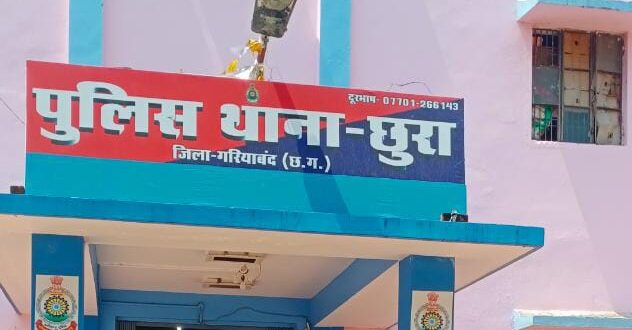 दूरभाष- 07701-266143
पुलिस थाना-छुरा
जिला-गरियाबंद (छ.ग.)